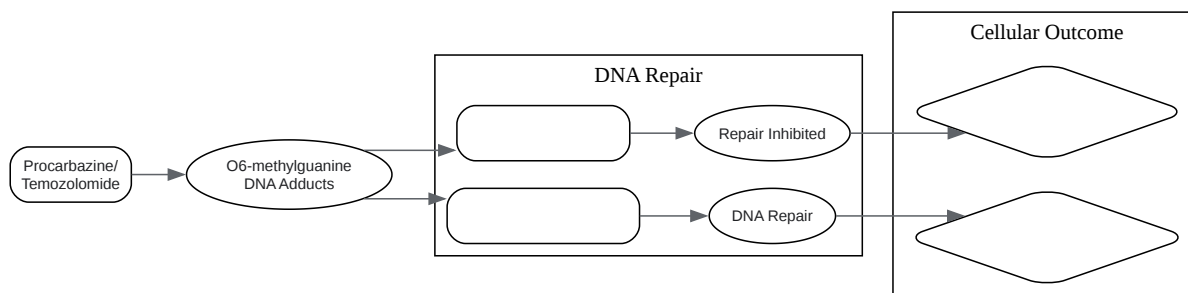 Procarbazine/
Temozolomide
O6-methylguanine
DNA Adducts
DNA Repair
Repair Inhibited
DNA Repair
Cellular Outcome